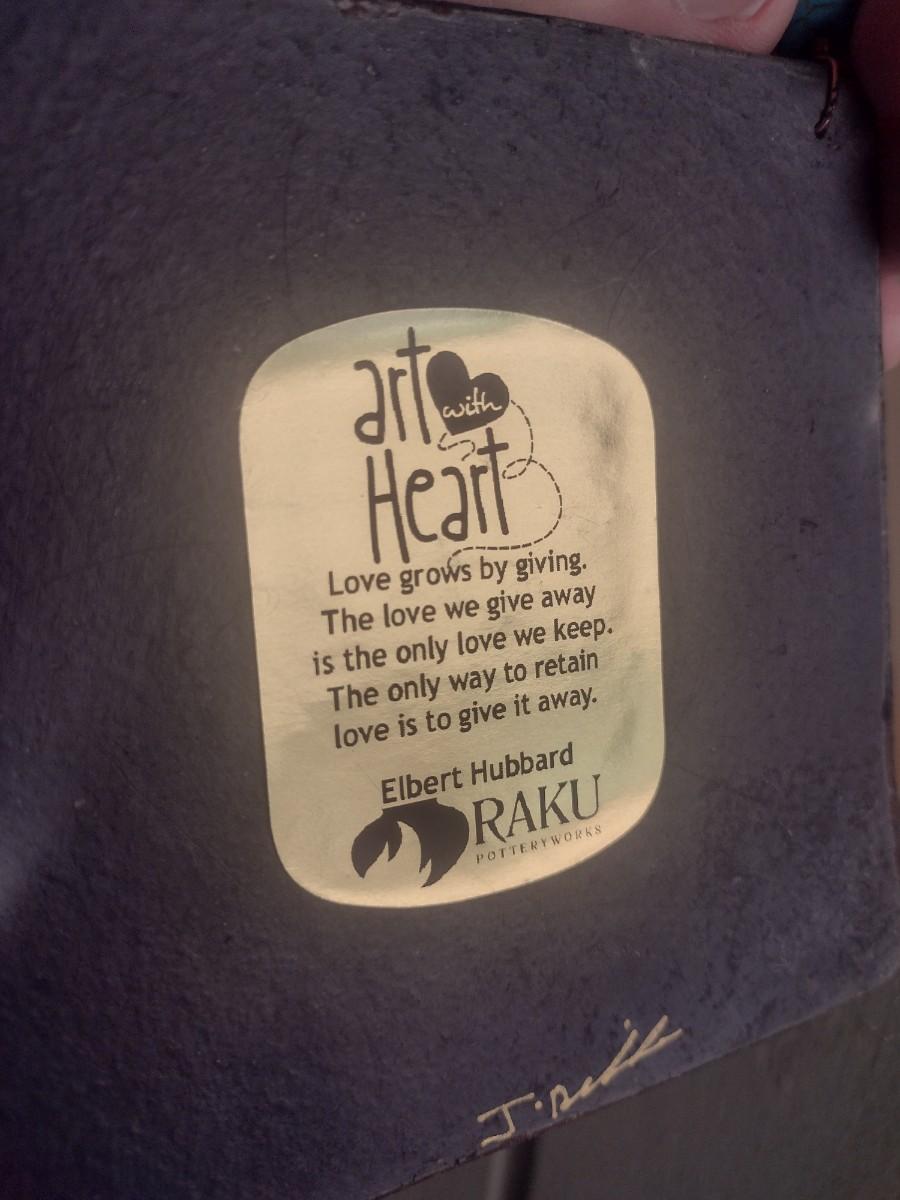 art with
Heart
Love grows by giving.
The love we give away
is the only love we keep.
The only way to retain
love is to give it away.
Elbert Hubbard
RAKU
POTTERYWORKS